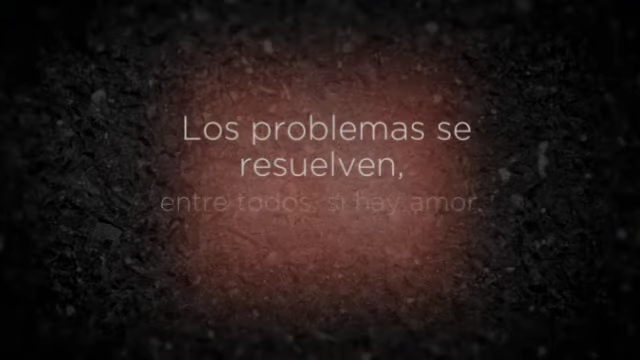 Los problemas se
resuelven,
entre todos, si hay amor.